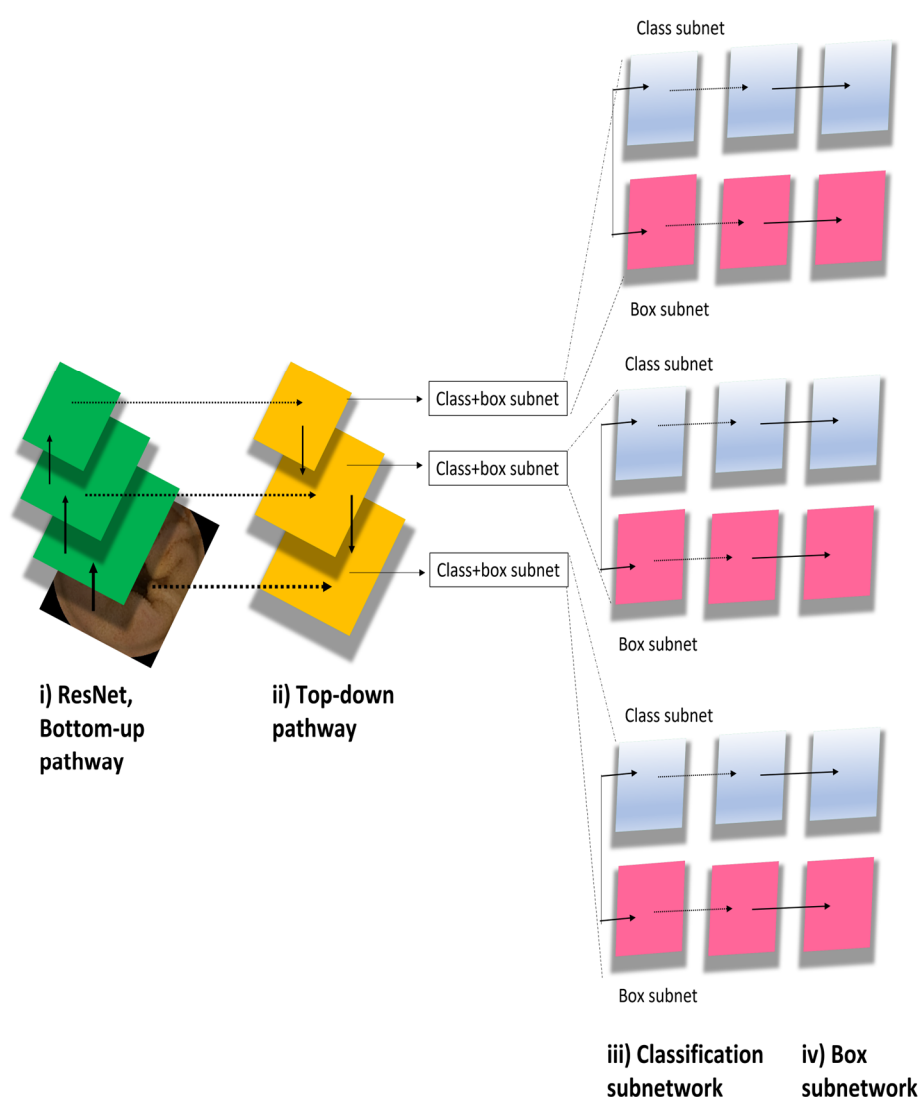 Class subnet
Box subnet
Class subnet
Class+box subnet
Class+box subnet
Class+box subnet
Box subnet
i) ResNet,
Bottom-up
pathway
ii) Top-down
pathway
Class subnet
Box subnet
iii) Classification
subnetwork
iv) Box
subnetwork